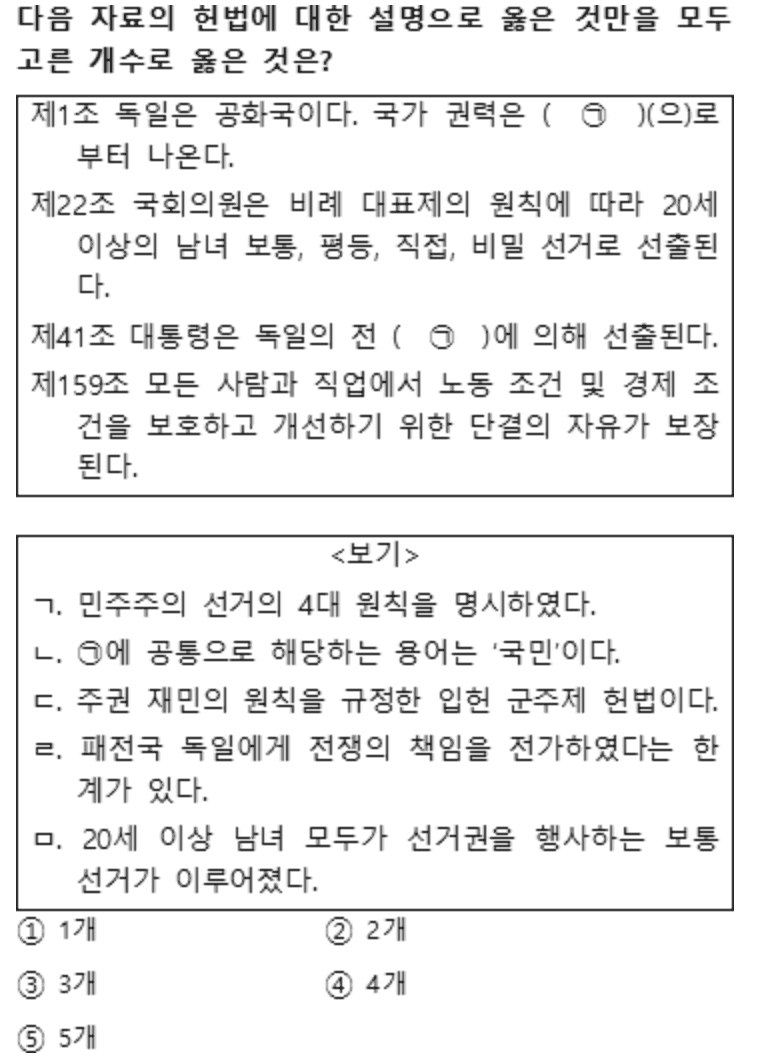 다음 자료의 헌법에 대한 설명으로 옳은 것만을 모두
고른 개수로 옳은 것은?
제1조 독일은 공화국이다. 국가 권력은 ( ㉠ )(으)로
부터 나온다.
제22조 국회의원은 비례 대표제의 원칙에 따라 20세
이상의 남녀 보통, 평등, 직접, 비밀 선거로 선출된
다.
제41조 대통령은 독일의 전 ( ㉠ )에 의해 선출된다.
제159조 모든 사람과 직업에서 노동 조건 및 경제 조
건을 보호하고 개선하기 위한 단결의 자유가 보장
된다.
<보기>
ㄱ. 민주주의 선거의 4대 원칙을 명시하였다.
ㄴ. ㉠에 공통으로 해당하는 용어는 '국민'이다.
ㄷ. 주권 재민의 원칙을 규정한 입헌 군주제 헌법이다.
ㄹ. 패전국 독일에게 전쟁의 책임을 전가하였다는 한
계가 있다.
ㅁ. 20세 이상 남녀 모두가 선거권을 행사하는 보통
선거가 이루어졌다.
① 1개 ② 2개
③ 3개 ④ 4개
⑤ 5개